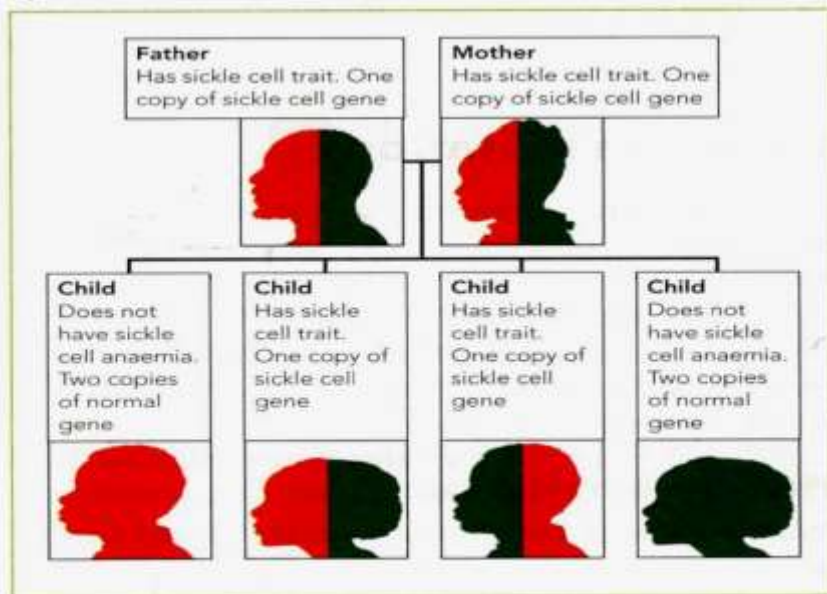 Father
Has sickle cell trait. One
copy of sickle cell gene
Mother
Has sickle cell trait. One
copy of sickle cell gene
Child
Does not
have sickle
cell anaemia.
Two copies
of normal
gene
Child
Has sickle
cell trait.
One copy of
sickle cell
gene
Child
Has sickle
cell trait.
One copy of
sickle cell
gene
Child
Does not
have sickle
cell anaemia.
Two copies
of normal
gene